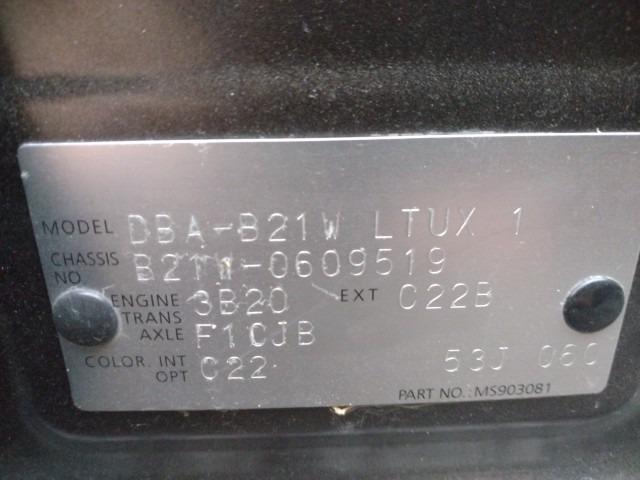 MODEL DBA-B21W LTUX 1
CHASSIS NO. B21W-0609519
ENGINE 3B20 EXT C22B
TRANS AXLE F1CJB
COLOR. INT C22 53J 060
OPT
PART NO.: MS903081